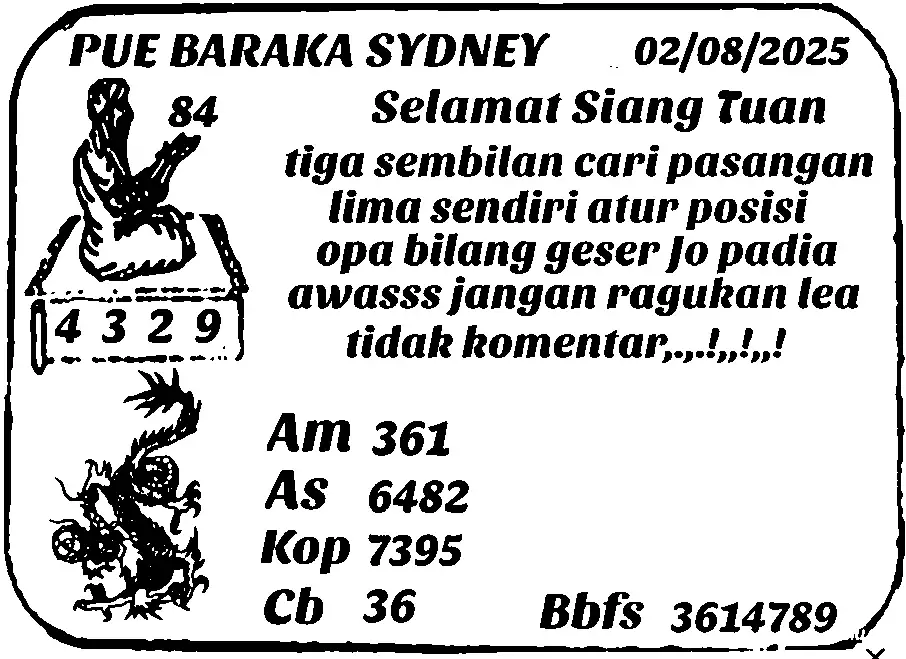 PUE BARAKA SYDNEY 02/08/2025
84
Selamat Siang Tuan
tiga sembilan cari pasangan
lima sendiri atur posisi
opa bilang geser Jo padia
awasss jangan ragukan lea
tidak komentar,.,.!,,!,,!
4 3 2 9
Am 361
As 6482
Kop 7395
Cb 36
Bbfs 3614789